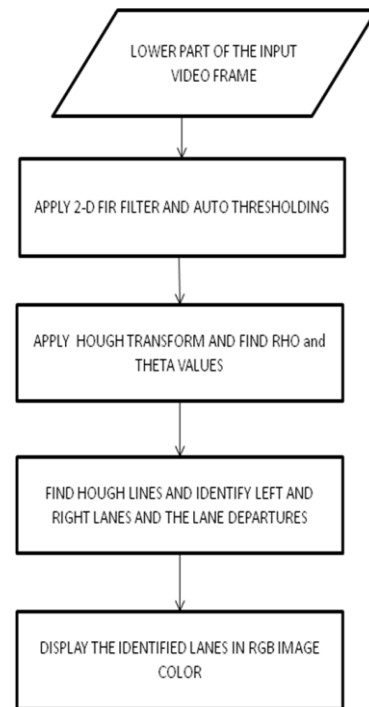 LOWER PART OF THE INPUT
VIDEO FRAME
APPLY 2-D FIR FILTER AND AUTO THRESHOLDING
APPLY HOUGH TRANSFORM AND FIND RHO and
THETA VALUES
FIND HOUGH LINES AND IDENTIFY LEFT AND
RIGHT LANES AND THE LANE DEPARTURES
DISPLAY THE IDENTIFIED LANES IN RGB IMAGE
COLOR